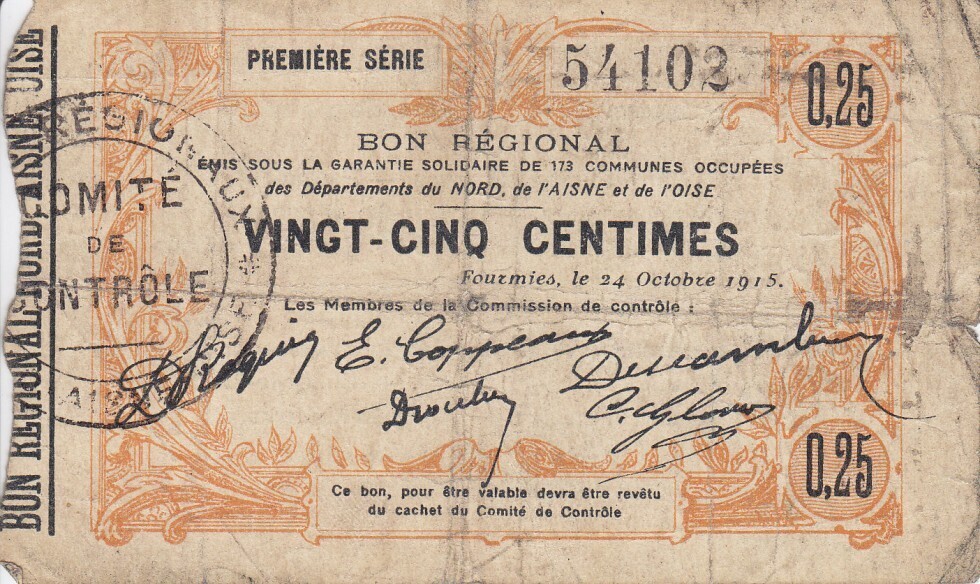 PREMIÈRE SÉRIE
54102
0,25
BON RÉGIONAL
ÉMIS SOUS LA GARANTIE SOLIDAIRE DE 173 COMMUNES OCCUPÉES
des Départements du NORD, de l'AISNE et de l'OISE
VINGT-CINQ CENTIMES
Fourmies, le 24 Octobre 1915.
Les Membres de la Commission de contrôle :
E. Coppeaux
0,25
Ce bon, pour être valable devra être revêtu
du cachet du Comité de Contrôle
BON RÉGIONAL NORD, AISNE OISE
RÉGIONAUX
COMITÉ
DE
CONTRÔLE